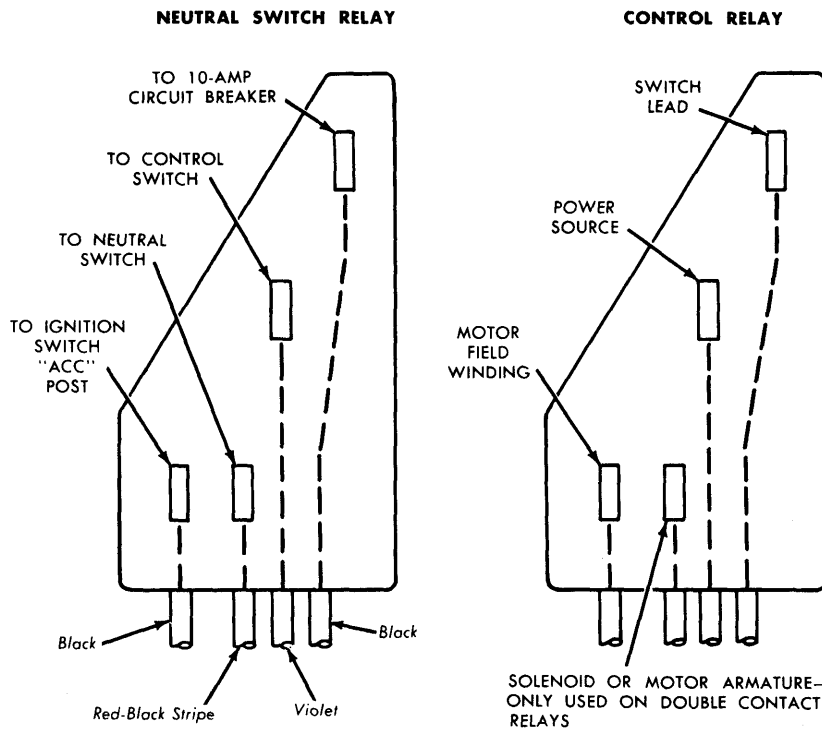 NEUTRAL SWITCH RELAY
TO 10-AMP
CIRCUIT BREAKER
TO CONTROL
SWITCH
TO NEUTRAL
SWITCH
TO IGNITION
SWITCH
"ACC"
POST
Black
Red-Black Stripe
Violet
Black
CONTROL RELAY
SWITCH
LEAD
POWER
SOURCE
MOTOR
FIELD
WINDING
SOLENOID OR MOTOR ARMATURE—
ONLY USED ON DOUBLE CONTACT
RELAYS